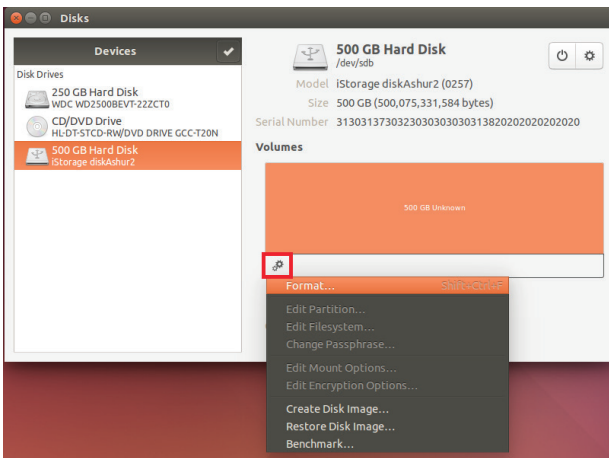 Disks
Devices
Disk Drives
250 GB Hard Disk
WDC WD2500BEVT-22ZCT0
CD/DVD Drive
HL-DT-STCD-RW/DVD DRIVE GCC-T20N
500 GB Hard Disk
iStorage diskAshur2
500 GB Hard Disk
/dev/sdb
Model iStorage diskAshur2 (0257)
Size 500 GB (500,075,331,584 bytes)
Serial Number 31303137303230303030303138202020202020
Volumes
500 GB Unknown
Format... Shift+Ctrl+F
Edit Partition...
Edit Filesystem...
Change Passphrase...
Edit Mount Options...
Edit Encryption Options...
Create Disk Image...
Restore Disk Image...
Benchmark...